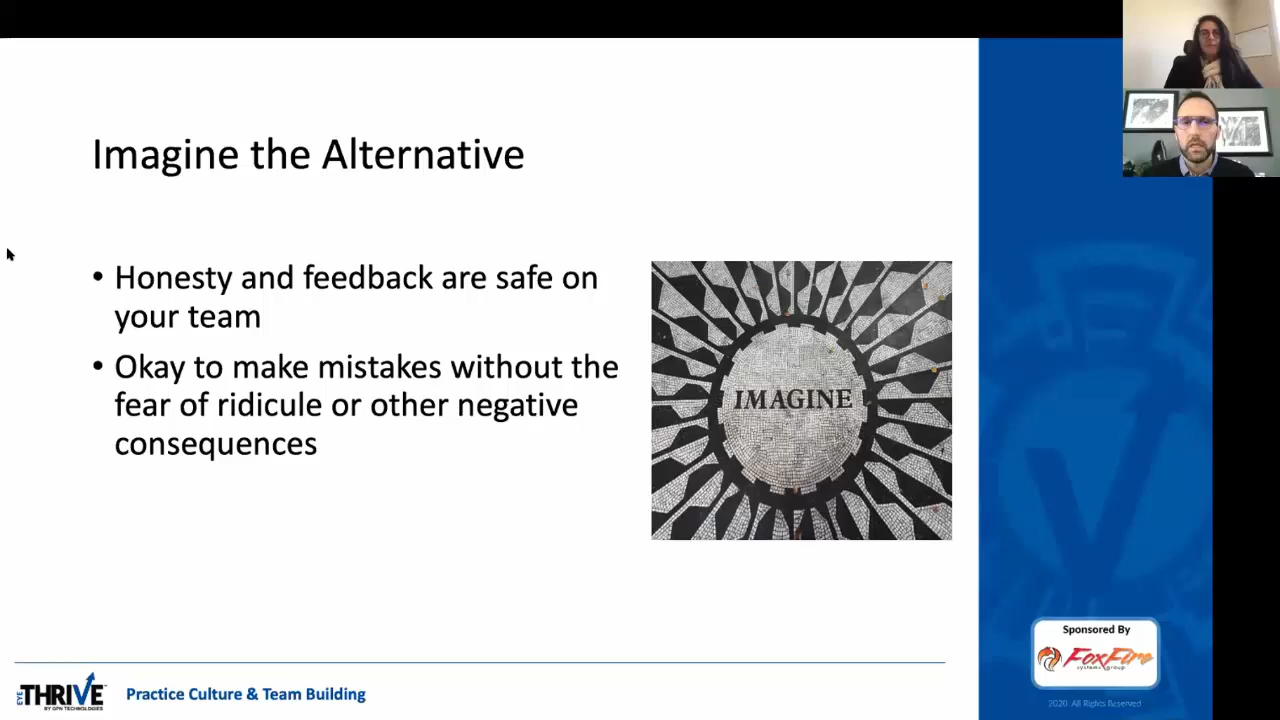 Imagine the Alternative
• Honesty and feedback are safe on
your team
• Okay to make mistakes without the
fear of ridicule or other negative
consequences
IMAGINE
Sponsored By
FoxFire
systems group
EYE THRIVE
BY GPN TECHNOLOGIES
Practice Culture & Team Building
2020 All Rights Reserved